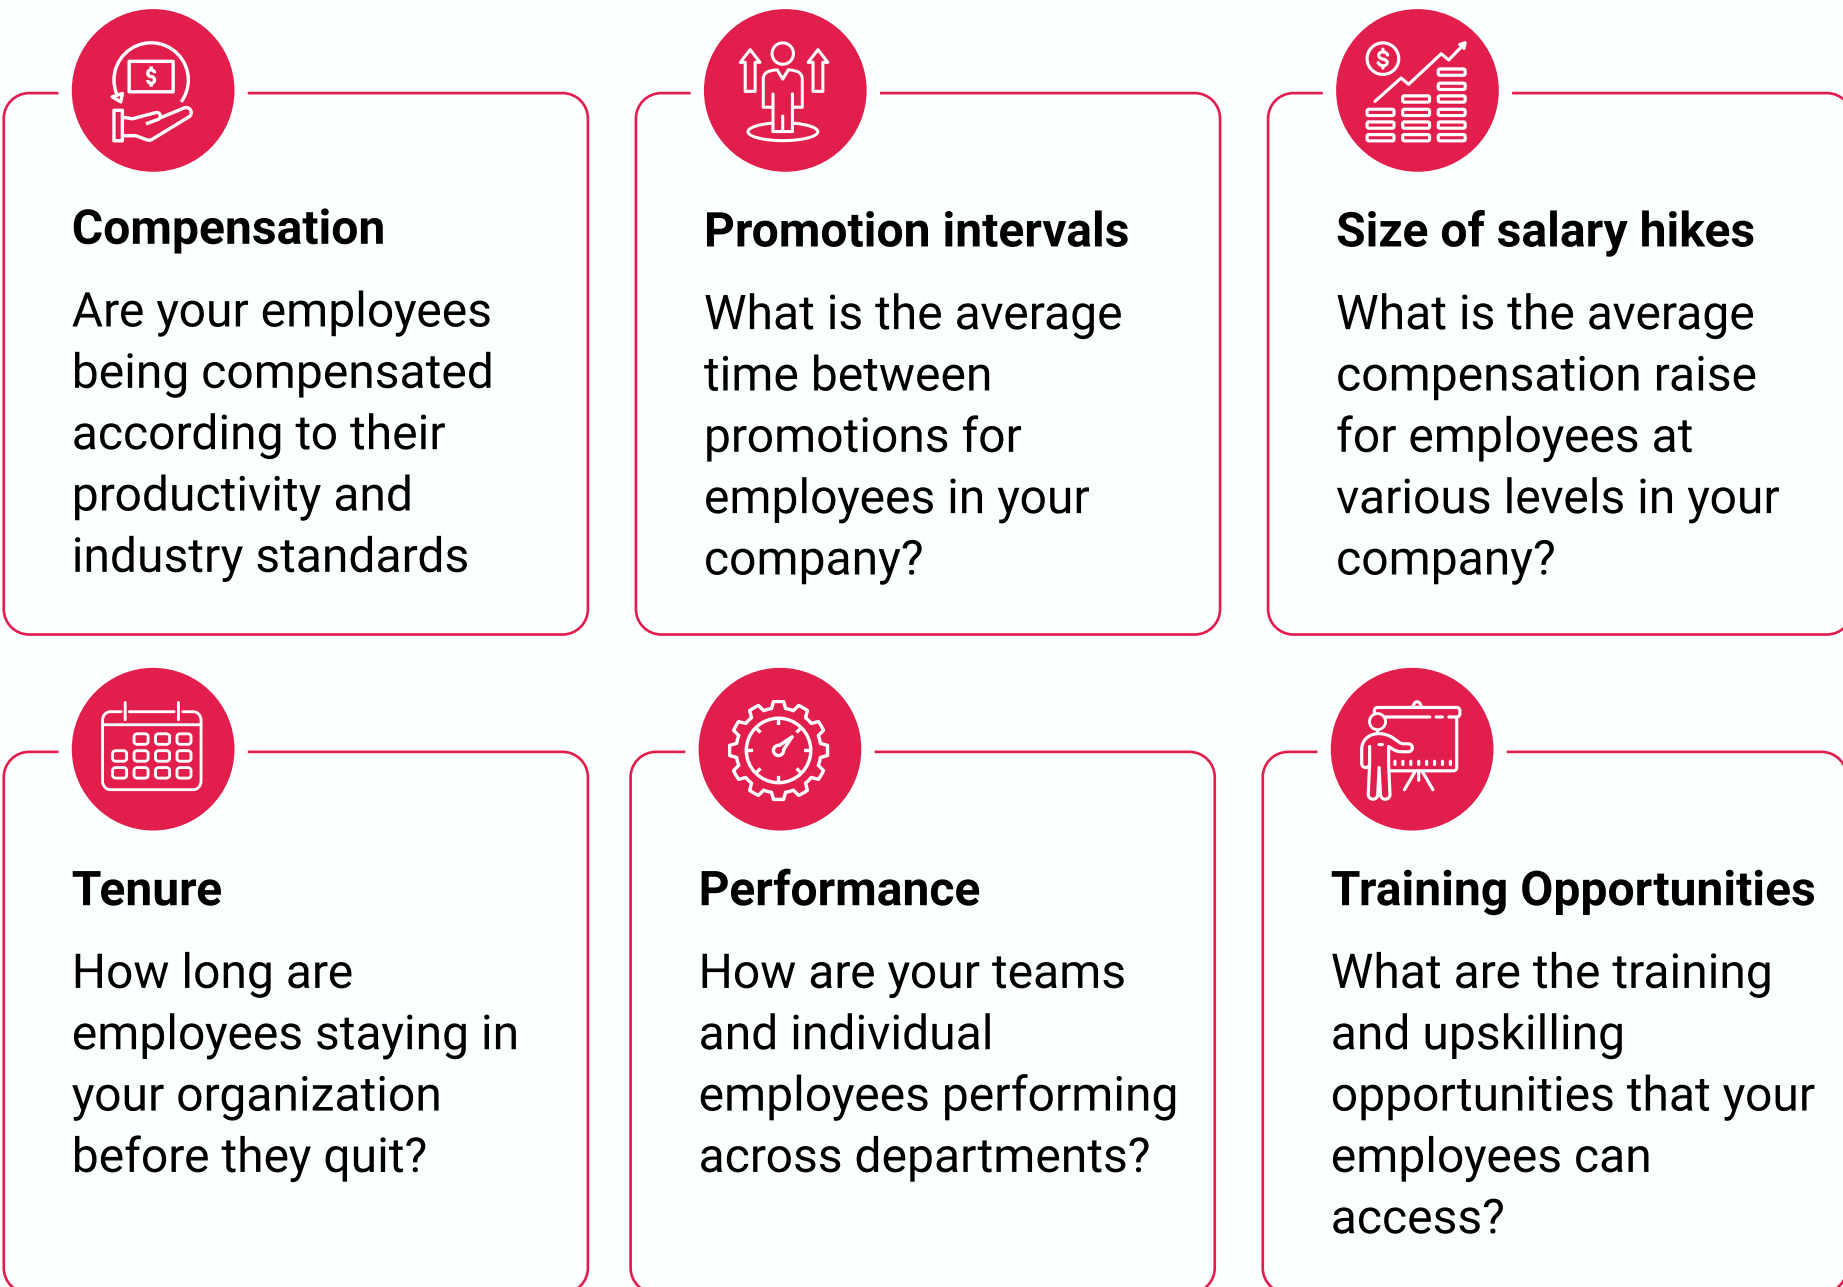 Compensation
Are your employees
being compensated
according to their
productivity and
industry standards
Promotion intervals
What is the average
time between
promotions for
employees in your
company?
Size of salary hikes
What is the average
compensation raise
for employees at
various levels in your
company?
Tenure
How long are
employees staying in
your organization
before they quit?
Performance
How are your teams
and individual
employees performing
across departments?
Training Opportunities
What are the training
and upskilling
opportunities that your
employees can
access?